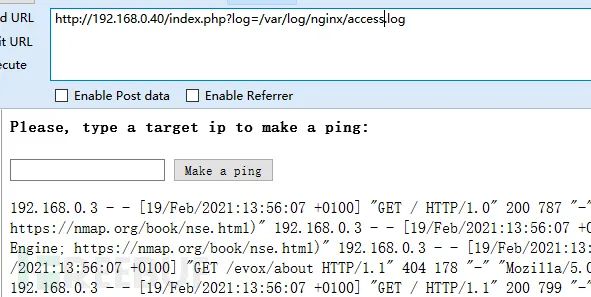 d URL
http://192.168.0.40/index.php?log=/var/log/nginx/access.log
it URL
ecute
Enable Post data
Enable Referrer
Please, type a target ip to make a ping:
Make a ping
192.168.0.3 - - [19/Feb/2021:13:56:07 +0100] "GET / HTTP/1.0" 200 787 "-"
https://nmap.org/book/nse.html)" 192.168.0.3 - - [19/Feb/2021:13:56:07 +0
Engine; https://nmap.org/book/nse.html)" 192.168.0.3 - - [19/Feb/2021:13:
/2021:13:56:07 +0100] "GET /evox/about HTTP/1.1" 404 178 "-" "Mozilla/5.0
192.168.0.3 - - [19/Feb/2021:13:56:07 +0100] "GET / HTTP/1.1" 200 799 "-"